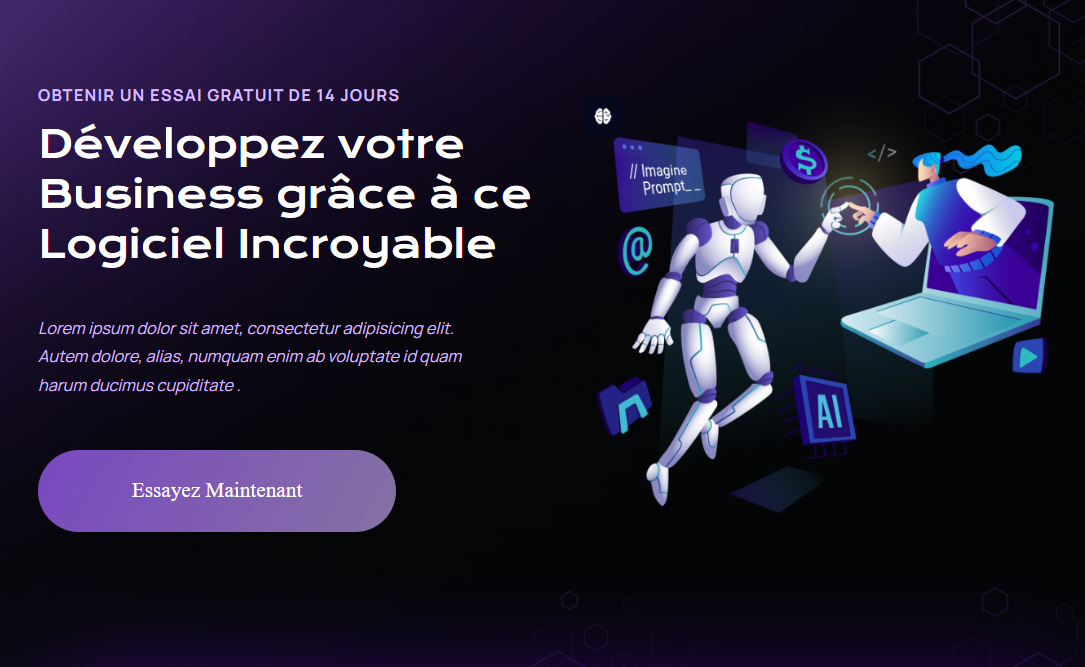 OBTENIR UN ESSAI GRATUIT DE 14 JOURS
Développez votre
Business grâce à ce
Logiciel Incroyable
Lorem ipsum dolor sit amet, consectetur adipisicing elit.
Autem dolore, alias, numquam enim ab voluptate id quam
harum ducimus cupiditate .
Essayez Maintenant
// Imagine
Prompt_ _
$
</>
@
AI